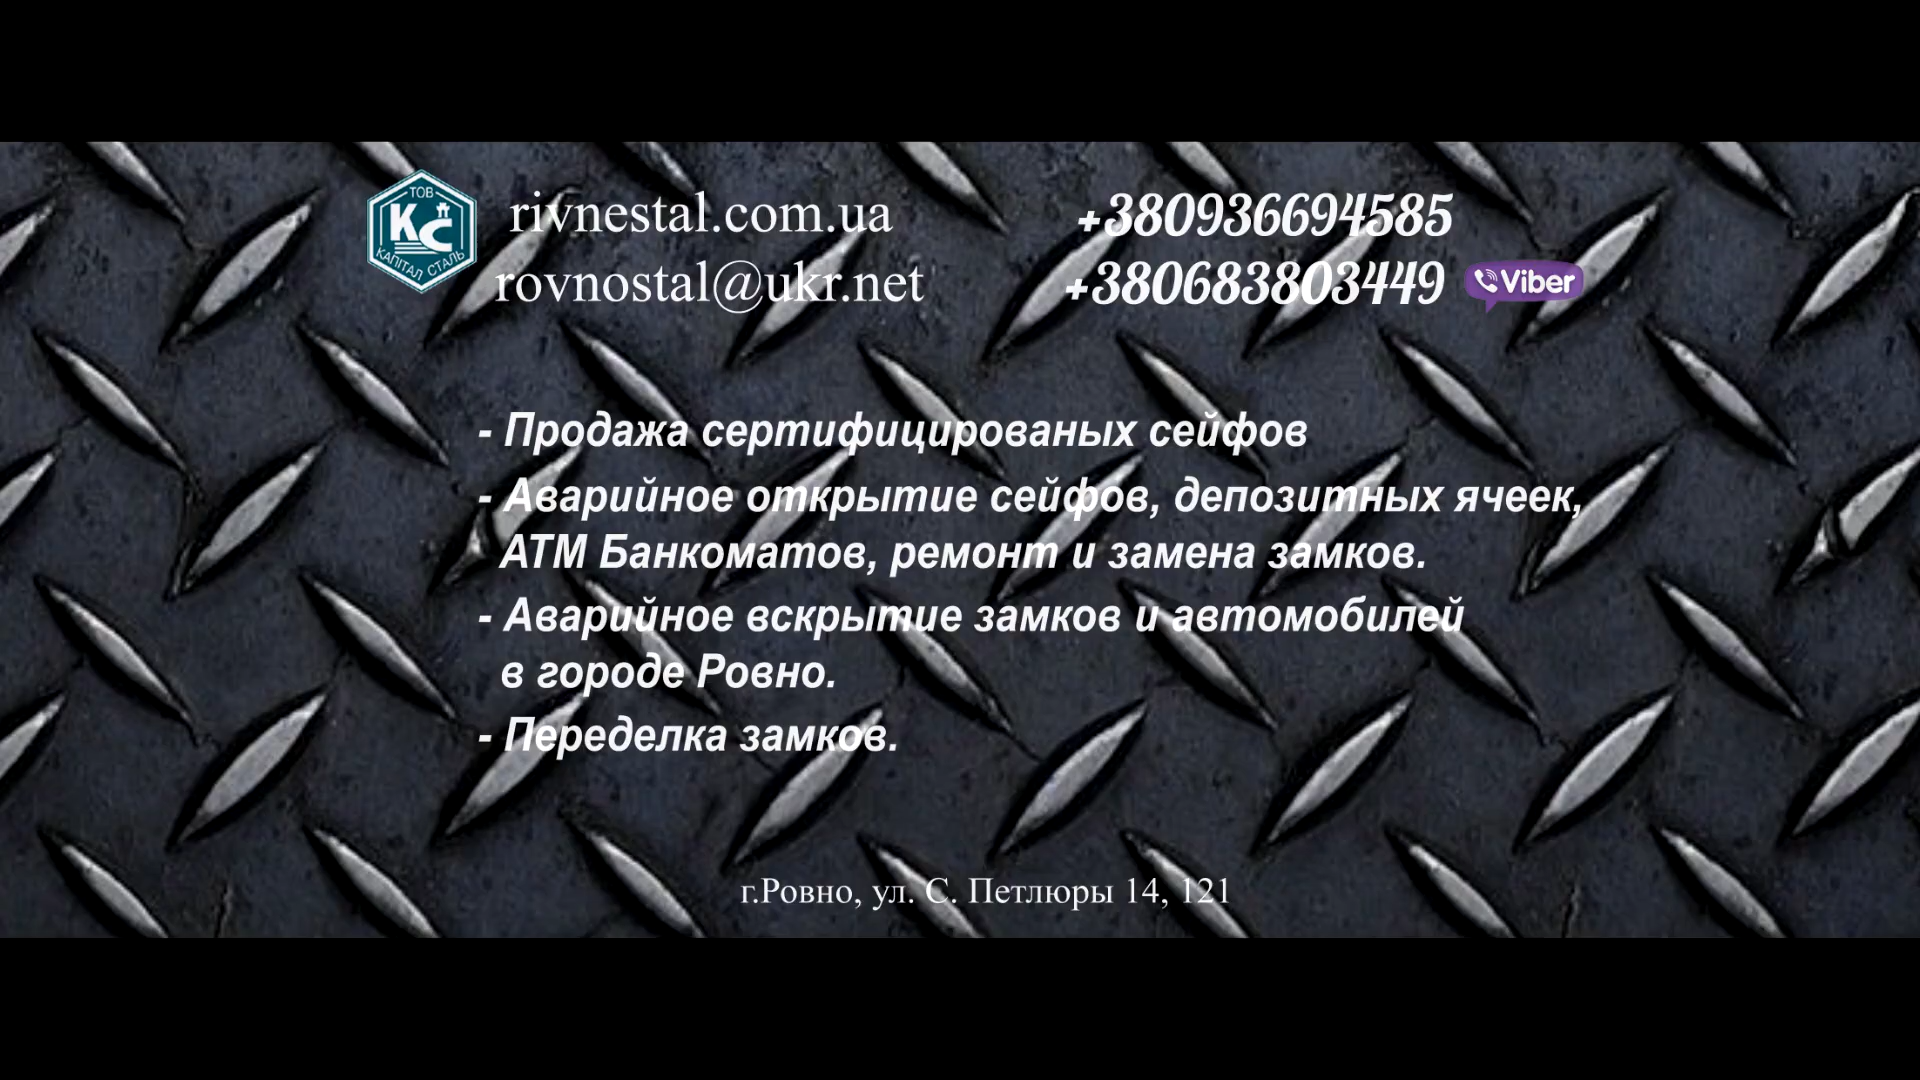 ТОВ
КС
КАПІТАЛ СТАЛЬ
rivnestal.com.ua
rovnostal@ukr.net
+380936694585
+380683803449 Viber
- Продажа сертифицированых сейфов
- Аварийное открытие сейфов, депозитных ячеек,
АТМ Банкоматов, ремонт и замена замков.
- Аварийное вскрытие замков и автомобилей
в городе Ровно.
- Переделка замков.
г.Ровно, ул. С. Петлюры 14, 121